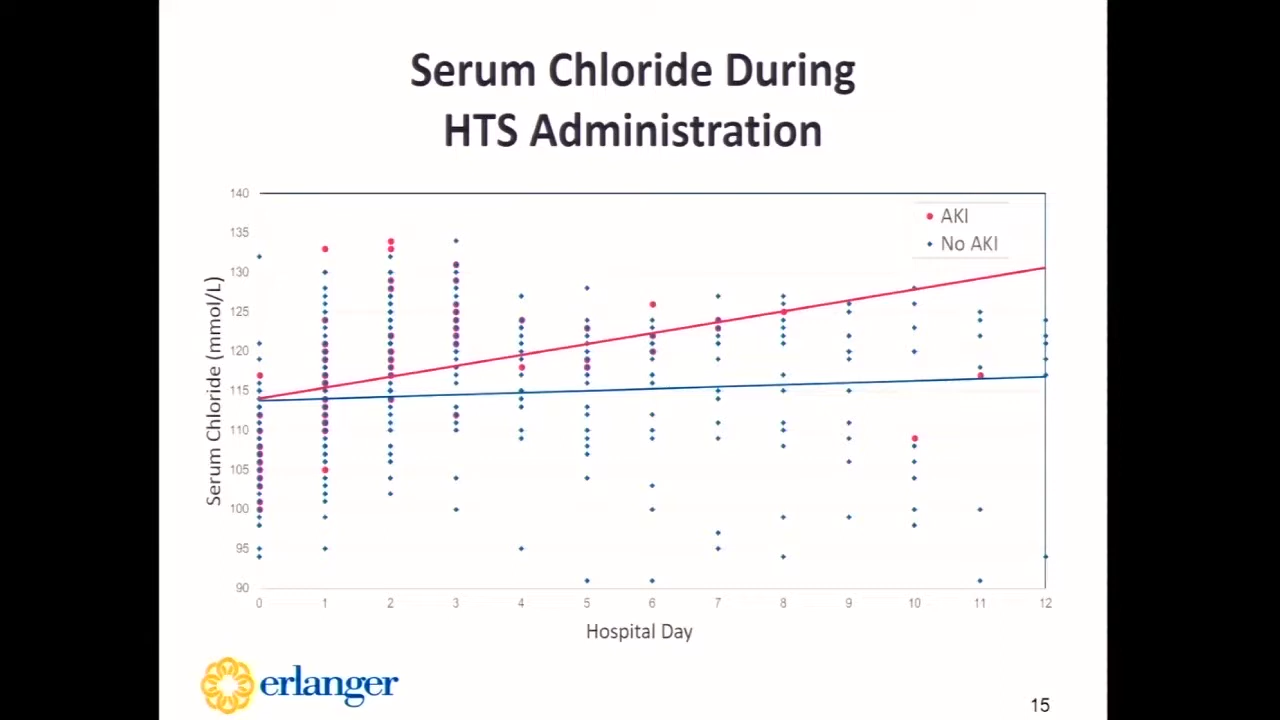 Serum Chloride During
HTS Administration
140
135
130
125
120
115
110
105
100
95
90
Serum Chloride (mmol/L)
AKI
No AKI
0 1 2 3 4 5 6 7 8 9 10 11 12
Hospital Day
erlanger
15